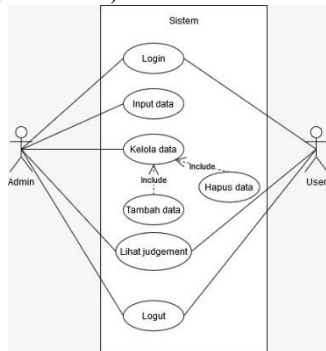 Sistem
Login
Input data
Kelola data
Include
Include
Admin
User
Hapus data
Tambah data
Lihat judgement
Logut